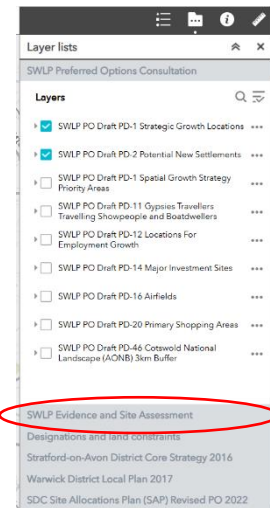 Layer lists
SWLP Preferred Options Consultation
Layers
SWLP PO Draft PD-1 Strategic Growth Locations
SWLP PO Draft PD-2 Potential New Settlements
SWLP PO Draft PD-1 Spatial Growth Strategy
Priority Areas
SWLP PO Draft PD-11 Gypsies Travellers
Travelling Showpeople and Boatdwellers
SWLP PO Draft PD-12 Locations For
Employment Growth
SWLP PO Draft PD-14 Major Investment Sites
SWLP PO Draft PD-16 Airfields
SWLP PO Draft PD-20 Primary Shopping Areas
SWLP PO Draft PD-46 Cotswold National
Landscape (AONB) 3km Buffer
SWLP Evidence and Site Assessment
Designations and land constraints
Stratford-on-Avon District Core Strategy 2016
Warwick District Local Plan 2017
SDC Site Allocations Plan (SAP) Revised PO 2022